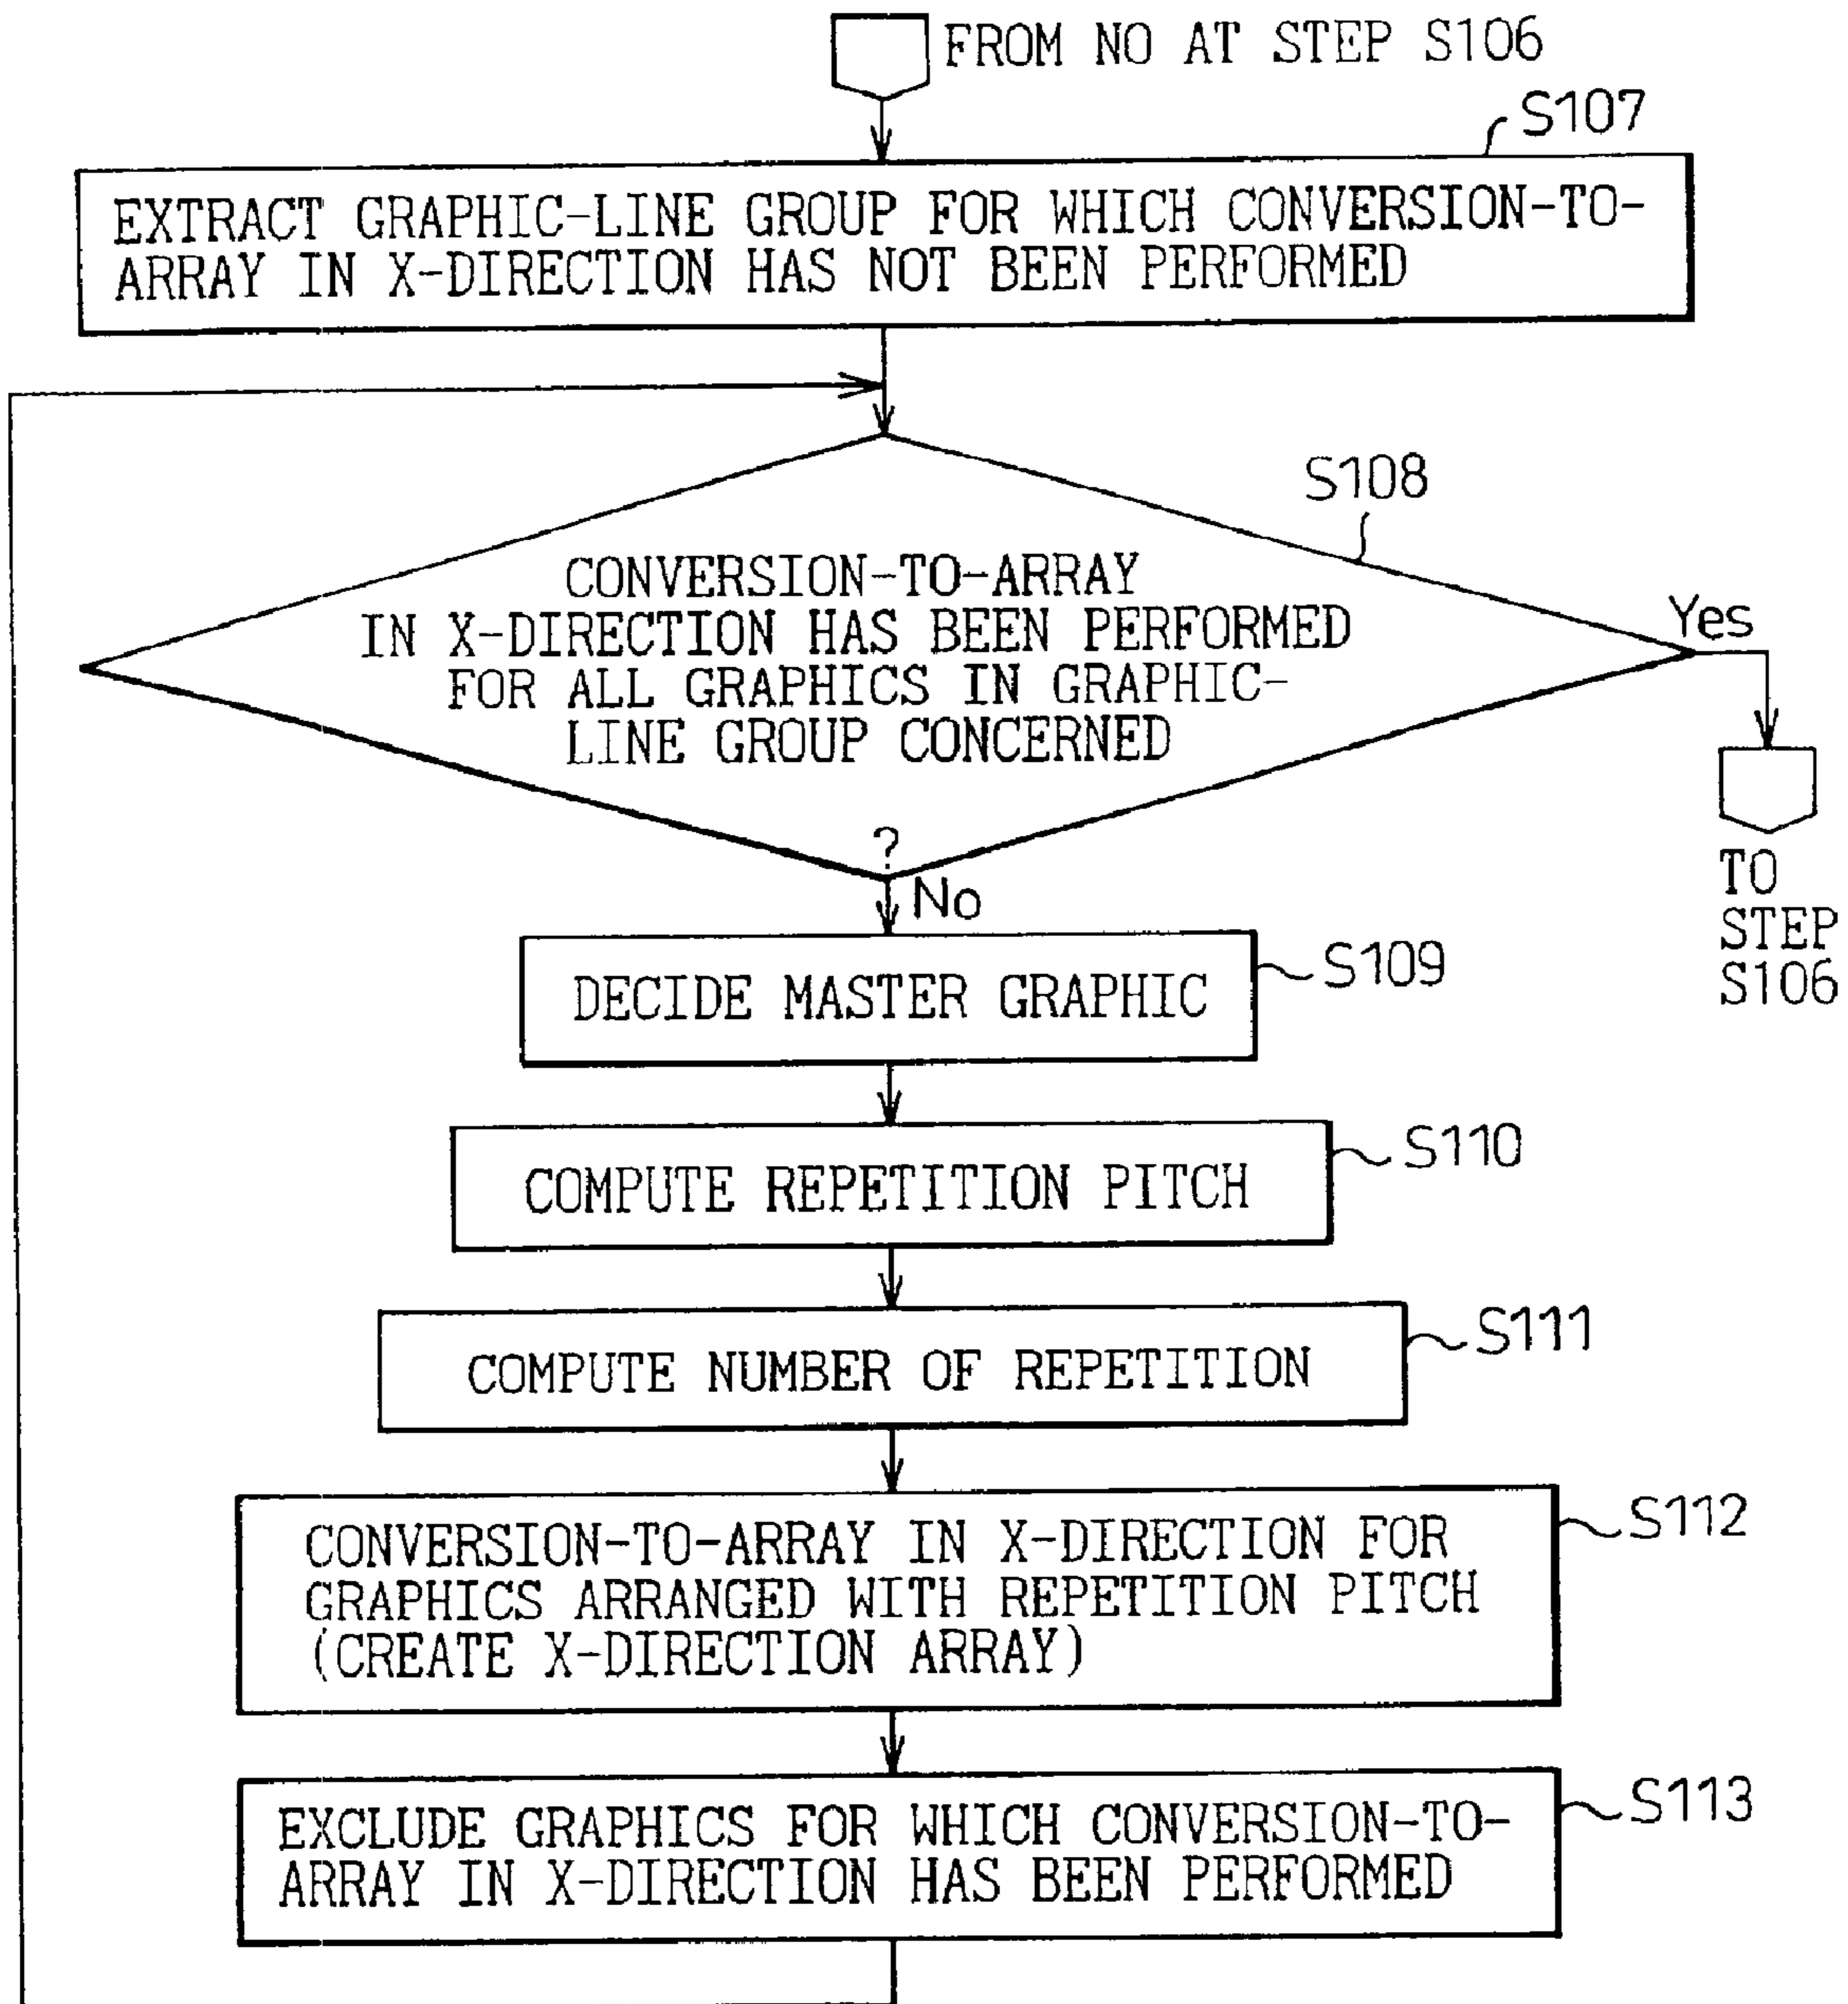 FROM NO AT STEP S106
S107
EXTRACT GRAPHIC-LINE GROUP FOR WHICH CONVERSION-TO-
ARRAY IN X-DIRECTION HAS NOT BEEN PERFORMED
S108
CONVERSION-TO-ARRAY
IN X-DIRECTION HAS BEEN PERFORMED
FOR ALL GRAPHICS IN GRAPHIC-
LINE GROUP CONCERNED
?
Yes
TO
STEP
S106
No
DECIDE MASTER GRAPHIC
S109
COMPUTE REPETITION PITCH
S110
COMPUTE NUMBER OF REPETITION
S111
CONVERSION-TO-ARRAY IN X-DIRECTION FOR
GRAPHICS ARRANGED WITH REPETITION PITCH
(CREATE X-DIRECTION ARRAY)
S112
EXCLUDE GRAPHICS FOR WHICH CONVERSION-TO-
ARRAY IN X-DIRECTION HAS BEEN PERFORMED
S113